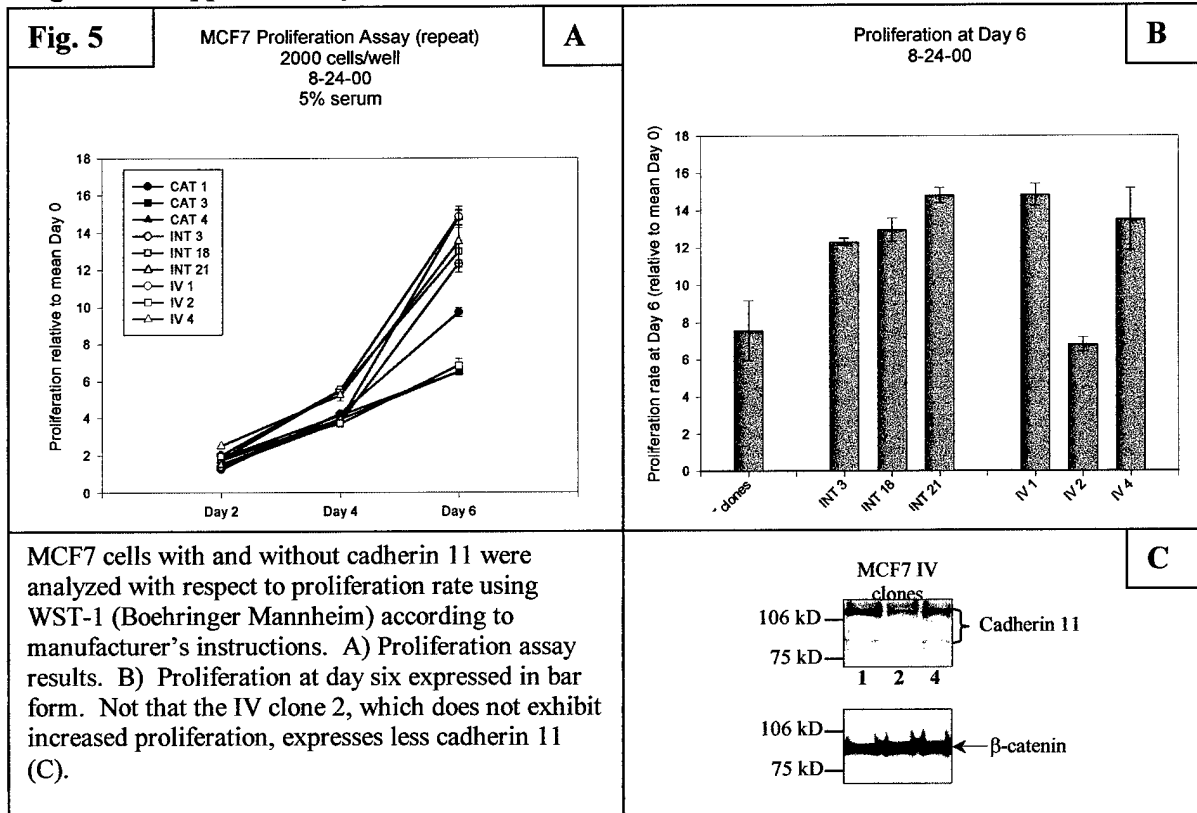 Fig. 5
MCF7 Proliferation Assay (repeat)
2000 cells/well
8-24-00
5% serum
A
Proliferation relative to mean Day 0
18
16
14
12
10
8
6
4
2
0
CAT 1
CAT 3
CAT 4
INT 3
INT 18
INT 21
IV 1
IV 2
IV 4
Day 2 Day 4 Day 6
Proliferation at Day 6
8-24-00
B
Proliferation rate at Day 6 (relative to mean Day 0)
18
16
14
12
10
8
6
4
2
0
clones INT 3 INT 18 INT 21 IV 1 IV 2 IV 4
MCF7 cells with and without cadherin 11 were
analyzed with respect to proliferation rate using
WST-1 (Boehringer Mannheim) according to
manufacturer's instructions. A) Proliferation assay
results. B) Proliferation at day six expressed in bar
form. Not that the IV clone 2, which does not exhibit
increased proliferation, expresses less cadherin 11
(C).
C
MCF7 IV
clones
106 kD
Cadherin 11
75 kD
1 2 4
106 kD
β-catenin
75 kD